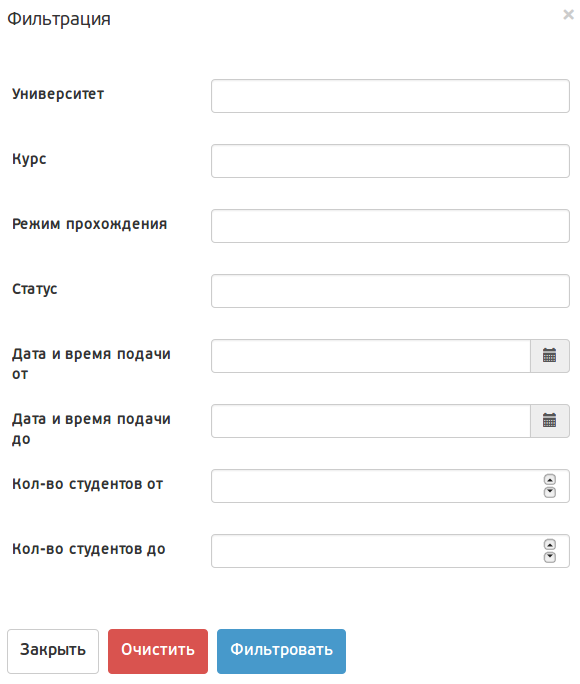 Фильтрация
×
Университет
Курс
Режим прохождения
Статус
Дата и время подачи
от
Дата и время подачи
до
Кол-во студентов от
Кол-во студентов до
Закрыть Очистить Фильтровать